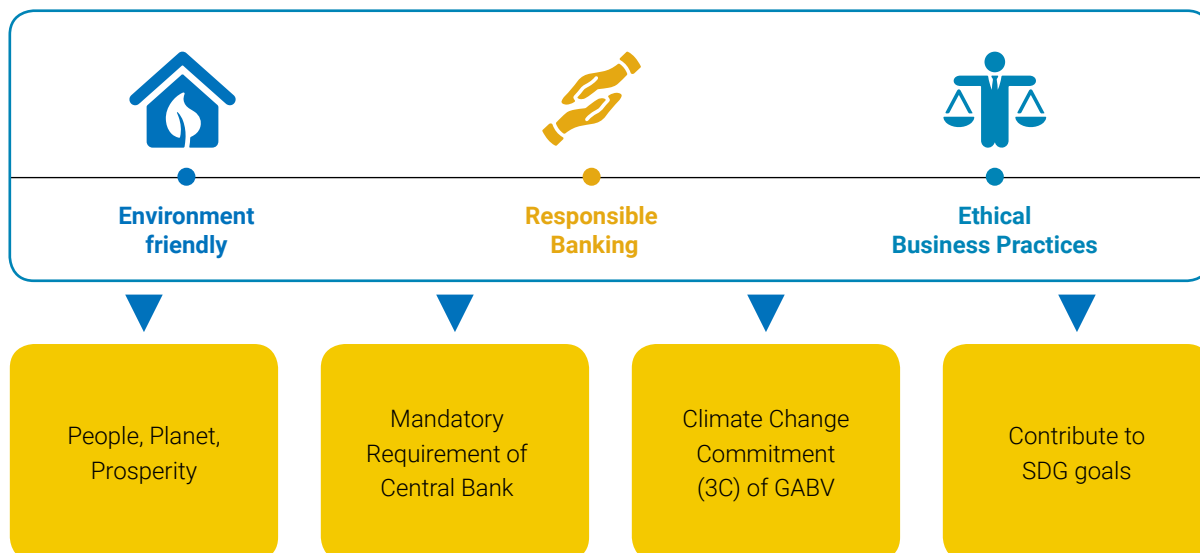 Environment
friendly
Responsible
Banking
Ethical
Business Practices
People, Planet,
Prosperity
Mandatory
Requirement of
Central Bank
Climate Change
Commitment
(3C) of GABV
Contribute to
SDG goals